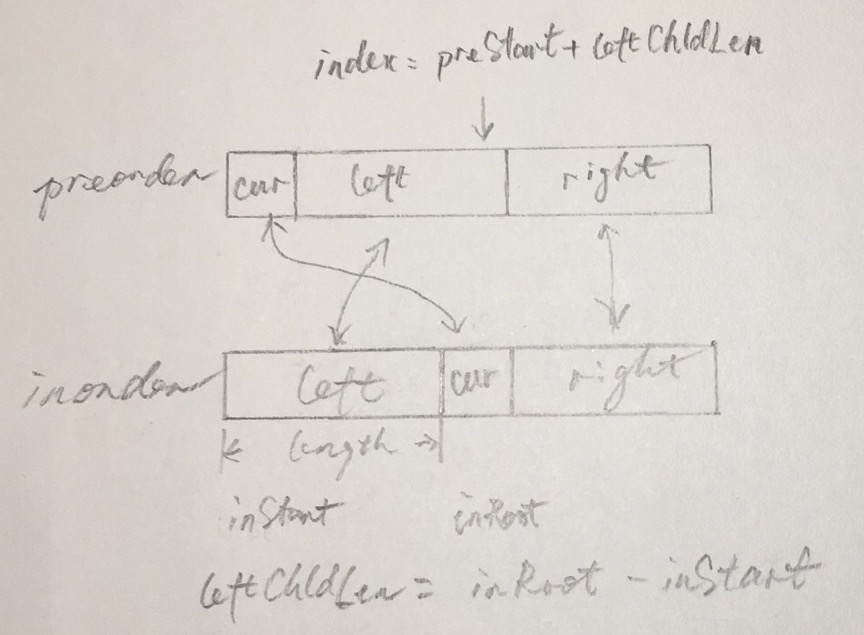 index = preStart + leftChldLen
preorder cur left right
inorder left cur right
length
inStart inRoot
leftChldLen = inRoot - inStart